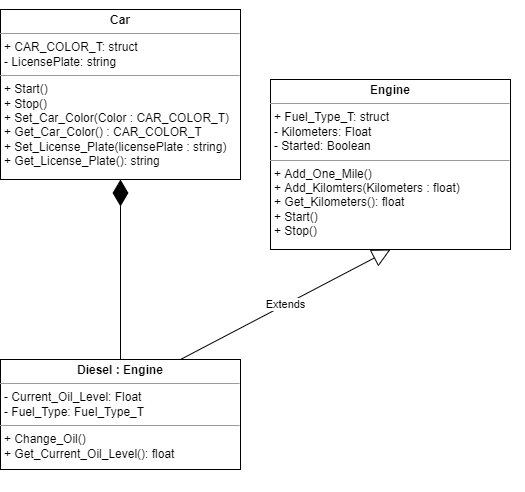 Car
+ CAR_COLOR_T: struct
- LicensePlate: string
+ Start()
+ Stop()
+ Set_Car_Color(Color : CAR_COLOR_T)
+ Get_Car_Color() : CAR_COLOR_T
+ Set_License_Plate(licensePlate : string)
+ Get_License_Plate(): string
Engine
+ Fuel_Type_T: struct
- Kilometers: Float
- Started: Boolean
+ Add_One_Mile()
+ Add_Kilomters(Kilometers : float)
+ Get_Kilometers(): float
+ Start()
+ Stop()
Extends
Diesel : Engine
- Current_Oil_Level: Float
- Fuel_Type: Fuel_Type_T
+ Change_Oil()
+ Get_Current_Oil_Level(): float